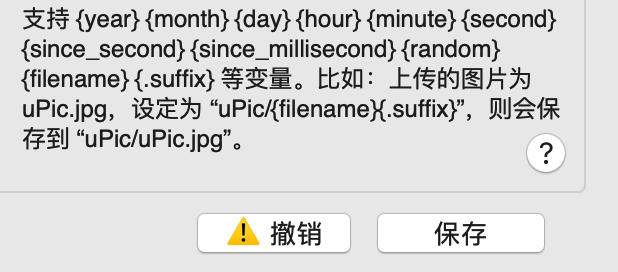 支持 {year} {month} {day} {hour} {minute} {second}
{since_second} {since_millisecond} {random}
{filename} {.suffix} 等变量。比如：上传的图片为
uPic.jpg，设定为 “uPic/{filename}{.suffix}”，则会保
存到 “uPic/uPic.jpg”。
?
撤销 保存